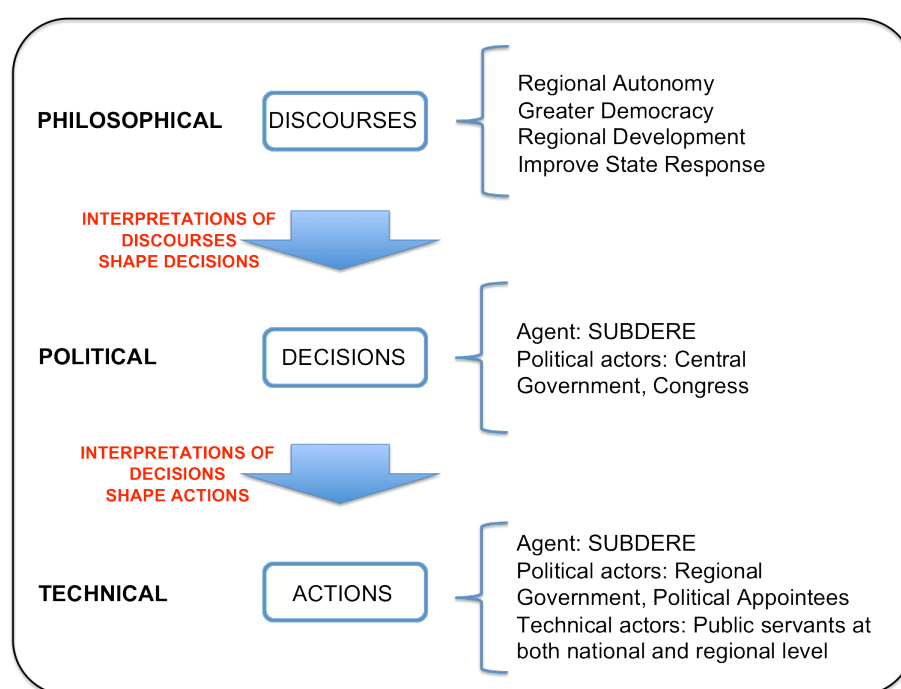 PHILOSOPHICAL
DISCOURSES
Regional Autonomy
Greater Democracy
Regional Development
Improve State Response
INTERPRETATIONS OF
DISCOURSES
SHAPE DECISIONS
POLITICAL
DECISIONS
Agent: SUBDERE
Political actors: Central
Government, Congress
INTERPRETATIONS OF
DECISIONS
SHAPE ACTIONS
TECHNICAL
ACTIONS
Agent: SUBDERE
Political actors: Regional
Government, Political Appointees
Technical actors: Public servants at
both national and regional level